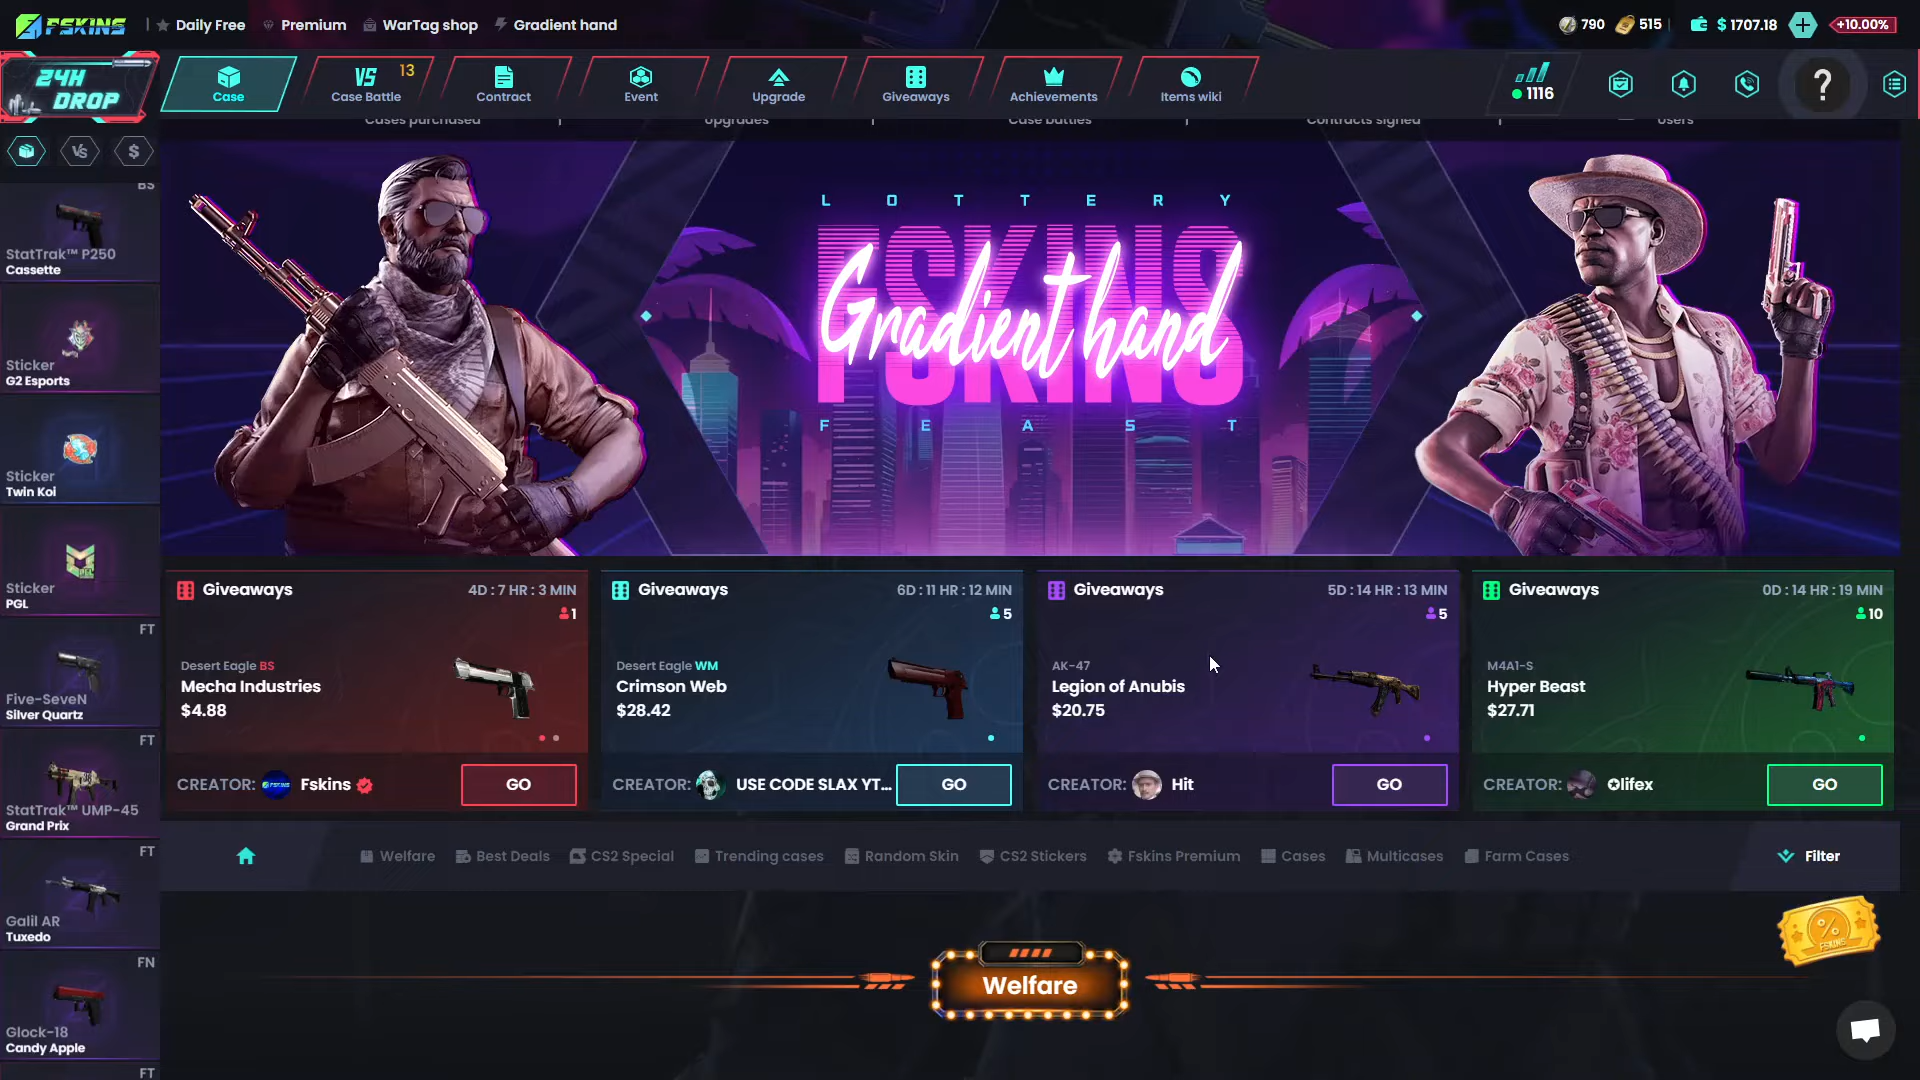 FSKINS
Daily Free
Premium
WarTag shop
Gradient hand
790
515
$ 1707.18
+10.00%
24H
DROP
Case
VS
13
Case Battle
Contract
Event
Upgrade
Giveaways
Achievements
Items wiki
1116
?
VS
$
Cases purchased
Upgrades
Case battles
Contracts signed
Users
BS
StatTrak™ P250
Cassette
Sticker
G2 Esports
Sticker
Twin Koi
Sticker
PGL
FT
Five-SeveN
Silver Quartz
FT
StatTrak™ UMP-45
Grand Prix
FT
Galil AR
Tuxedo
FN
Glock-18
Candy Apple
FT
LOTTERY
FSKINS
Gradient hand
FEAST
Giveaways
4D : 7 HR : 3 MIN
1
Desert Eagle BS
Mecha Industries
$4.88
CREATOR: Fskins
GO
Giveaways
6D : 11 HR : 12 MIN
5
Desert Eagle WM
Crimson Web
$28.42
CREATOR: USE CODE SLAX YT...
GO
Giveaways
5D : 14 HR : 13 MIN
5
AK-47
Legion of Anubis
$20.75
CREATOR: Hit
GO
Giveaways
0D : 14 HR : 19 MIN
10
M4A1-S
Hyper Beast
$27.71
CREATOR: ✪lifex
GO
Welfare
Best Deals
CS2 Special
Trending cases
Random Skin
CS2 Stickers
Fskins Premium
Cases
Multicases
Farm Cases
Filter
%
FSKINS
Welfare